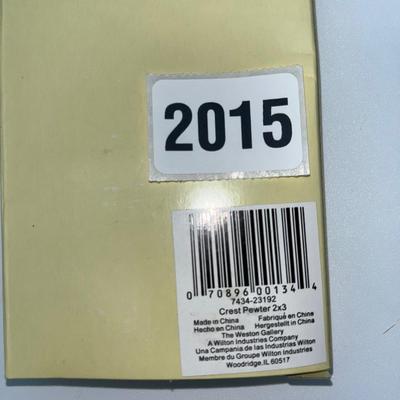 2015
0 70896 00134 4
7434-23192
Crest Pewter 2x3
Made in China Fabriqué en Chine
Hecho en China Hergestellt in China
The Weston Gallery
A Wilton Industries Company
Una Campania de las Industrias Wilton
Membre du Groupe Wilton Industries
Woodridge, IL 60517